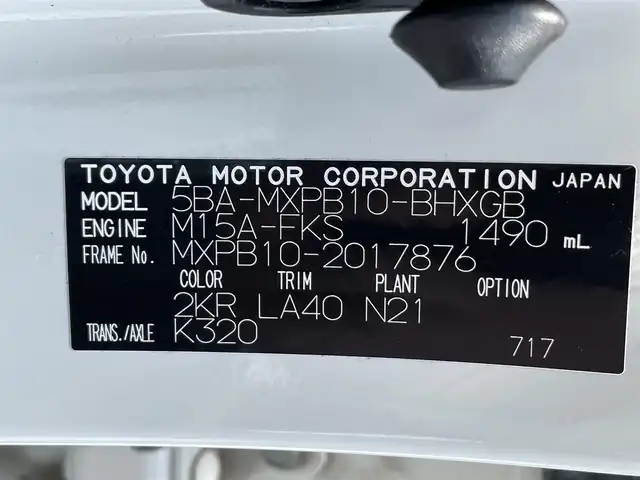 TOYOTA MOTOR CORPORATION JAPAN
MODEL 5BA-MXPB10-BHXGB
ENGINE M15A-FKS 1490 mL
FRAME No. MXPB10-2017876
COLOR TRIM PLANT OPTION
2KR LA40 N21
TRANS./AXLE K320
717